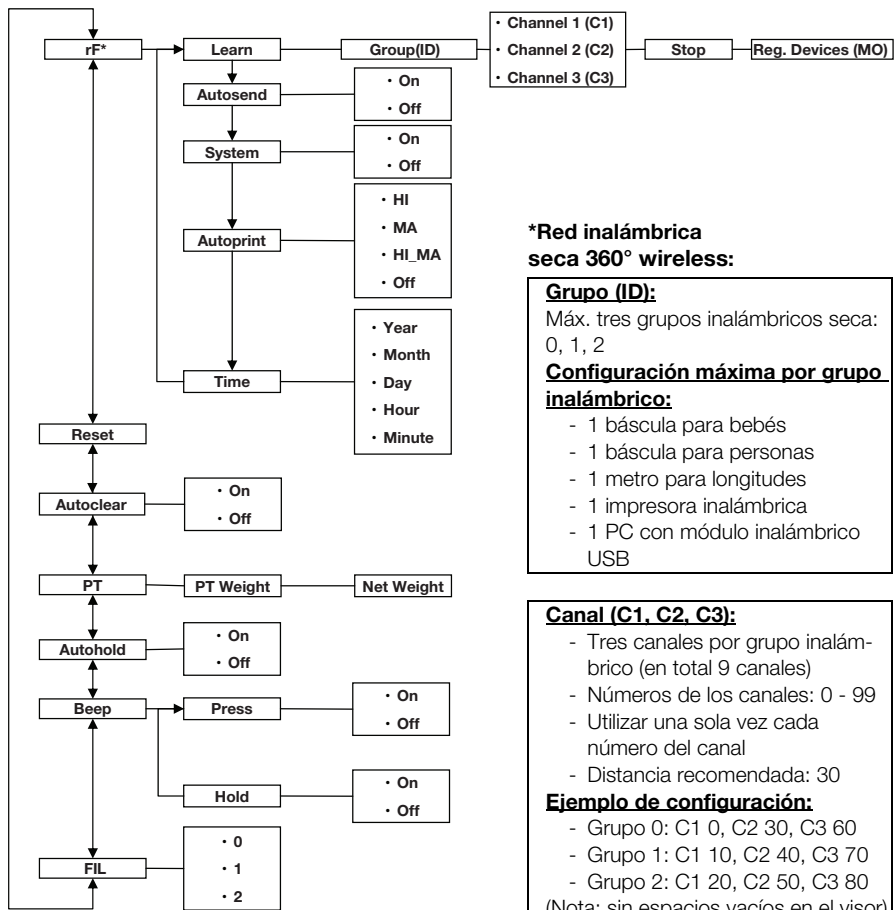 rF*
Learn
Group(ID)
· Channel 1 (C1)
· Channel 2 (C2)
· Channel 3 (C3)
Stop
Reg. Devices (MO)
Autosend
· On
· Off
System
· On
· Off
Autoprint
· HI
· MA
· HI_MA
· Off
Time
· Year
· Month
· Day
· Hour
· Minute
Reset
Autoclear
· On
· Off
PT
PT Weight
Net Weight
Autohold
· On
· Off
Beep
Press
· On
· Off
Hold
· On
· Off
FIL
· 0
· 1
· 2
*Red inalámbrica
seca 360° wireless:
Grupo (ID):
Máx. tres grupos inalámbricos seca:
0, 1, 2
Configuración máxima por grupo
inalámbrico:
- 1 báscula para bebés
- 1 báscula para personas
- 1 metro para longitudes
- 1 impresora inalámbrica
- 1 PC con módulo inalámbrico
USB
Canal (C1, C2, C3):
- Tres canales por grupo inalám-
brico (en total 9 canales)
- Números de los canales: 0 - 99
- Utilizar una sola vez cada
número del canal
- Distancia recomendada: 30
Ejemplo de configuración:
- Grupo 0: C1 0, C2 30, C3 60
- Grupo 1: C1 10, C2 40, C3 70
- Grupo 2: C1 20, C2 50, C3 80
(Nota: sin espacios vacíos en el visor)